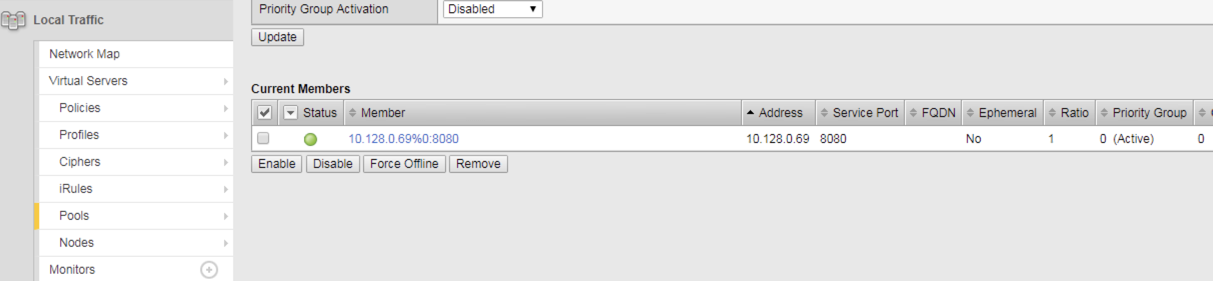 Priority Group Activation Disabled
Local Traffic
Update
Network Map
Virtual Servers
Current Members
Policies
Status Member Address Service Port FQDN Ephemeral Ratio Priority Group
Profiles
10.128.0.69%0:8080 10.128.0.69 8080 No 1 0 (Active) 0
Ciphers
Enable Disable Force Offline Remove
iRules
Pools
Nodes
Monitors